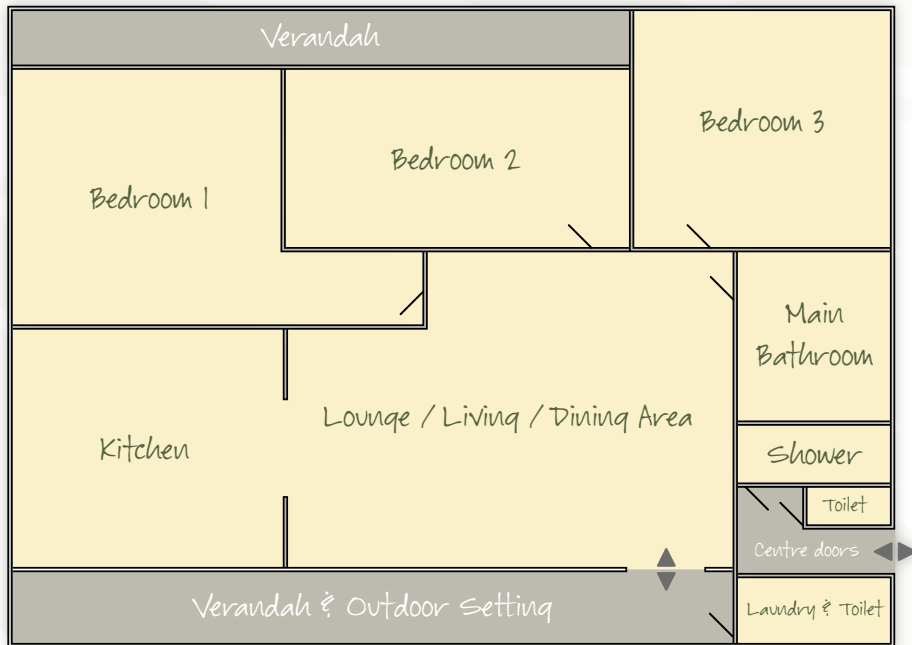 Verandah
Bedroom 3
Bedroom 2
Bedroom 1
Main
Bathroom
Lounge / Living / Dining Area
Kitchen
Shower
Toilet
Centre doors
Verandah & Outdoor Setting
Laundry & Toilet